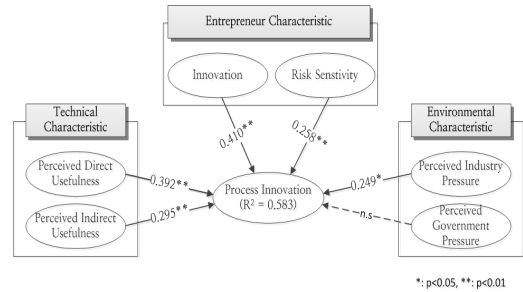 Entrepreneur Characteristic
Innovation
Risk Senstivity
Technical
Characteristic
Environmental
Characteristic
0.410**
0.258**
Perceived Direct
Usefulness
0.392**
Process Innovation
(R² = 0.583)
0.249*
Perceived Industry
Pressure
Perceived Indirect
Usefulness
0.295**
n.s
Perceived
Government
Pressure
*: p<0.05, **: p<0.01